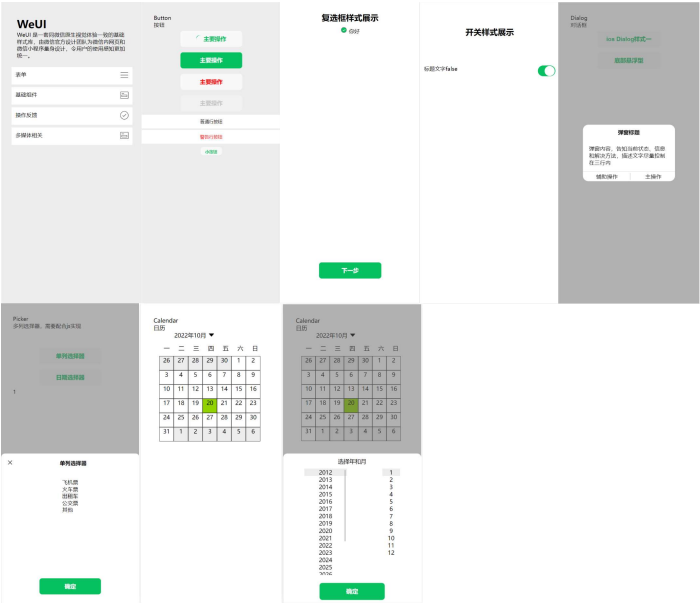 WeUI
WeUI 是一套同微信原生视觉体验一致的基础
样式库，由微信官方设计团队为微信内网页和
微信小程序量身设计，令用户的使用感知更加
统一。
表单
基础组件
操作反馈
多媒体相关
Button
按钮
主要操作
主要操作
主要操作
主要操作
普通行按钮
警告行按钮
复选框样式展示
你好
下一步
开关样式展示
标题文字false
Dialog
对话框
ios Dialog样式一
底部悬浮型
弹窗标题
弹窗内容，告知当前状态、信息
和解决方法，描述文字尽量控制
在三行内
辅助操作 主操作
Picker
多列选择器，需要配合js实现
单列选择器
日期选择器
1
× 单列选择器
飞机票
火车票
出租车
公交票
其他
确定
Calendar
日历
2022年10月 ▼
一 二 三 四 五 六 日
26 27 28 29 30 1 2
3 4 5 6 7 8 9
10 11 12 13 14 15 16
17 18 19 20 21 22 23
24 25 26 27 28 29 30
31 1 2 3 4 5 6
Calendar
日历
2022年10月 ▼
一 二 三 四 五 六 日
26 27 28 29 30 1 2
3 4 5 6 7 8 9
10 11 12 13 14 15 16
17 18 19 20 21 22 23
24 25 26 27 28 29 30
31 1 2 3 4 5 6
选择年和月
2012 1
2013 2
2014 3
2015 4
2016 5
2017 6
2018 7
2019 8
2020 9
2021 10
2022 11
2023 12
2024
2025
2026
确定